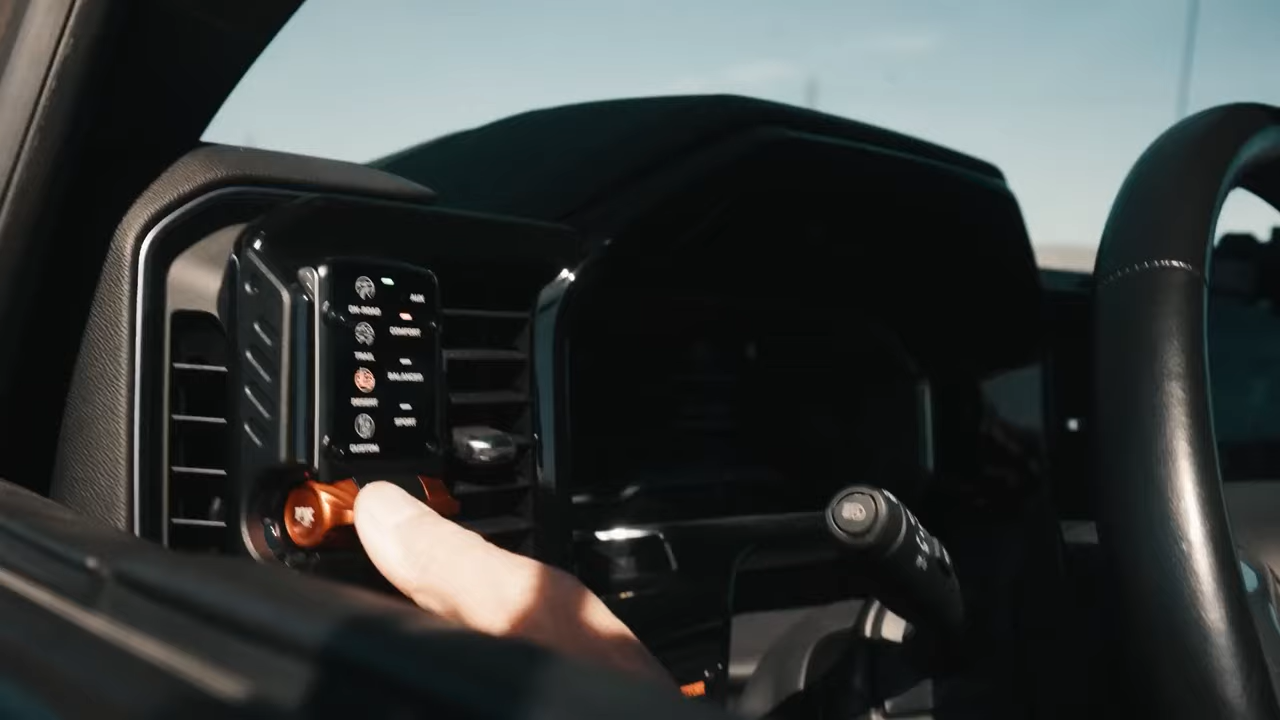 ON-ROAD
AUX
COMFORT
TRAIL
BALANCED
DESERT
SPORT
CUSTOM